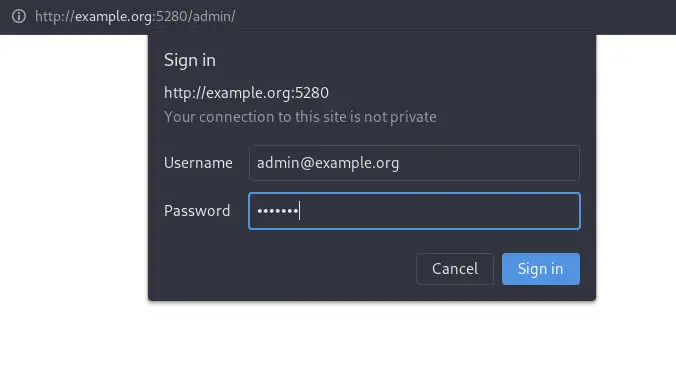 http://example.org:5280/admin/
Sign in
http://example.org:5280
Your connection to this site is not private
Username admin@example.org
Password •••••••
Cancel Sign in